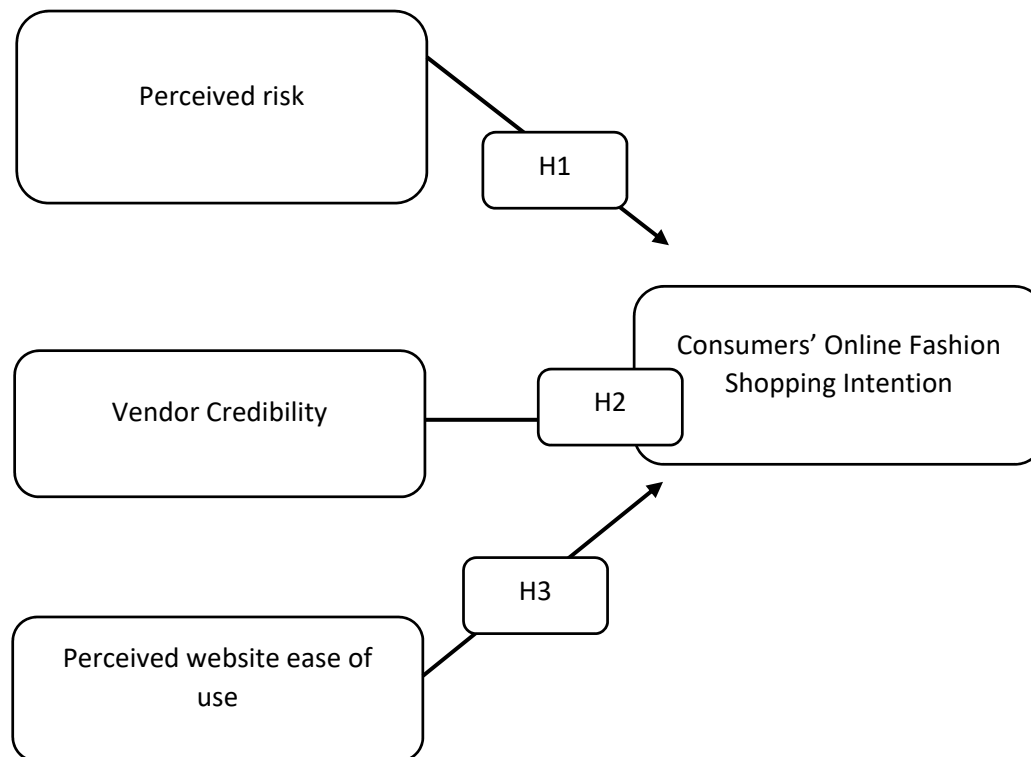 Perceived risk
H1
Consumers’ Online Fashion
Shopping Intention
H2
Vendor Credibility
H3
Perceived website ease of
use